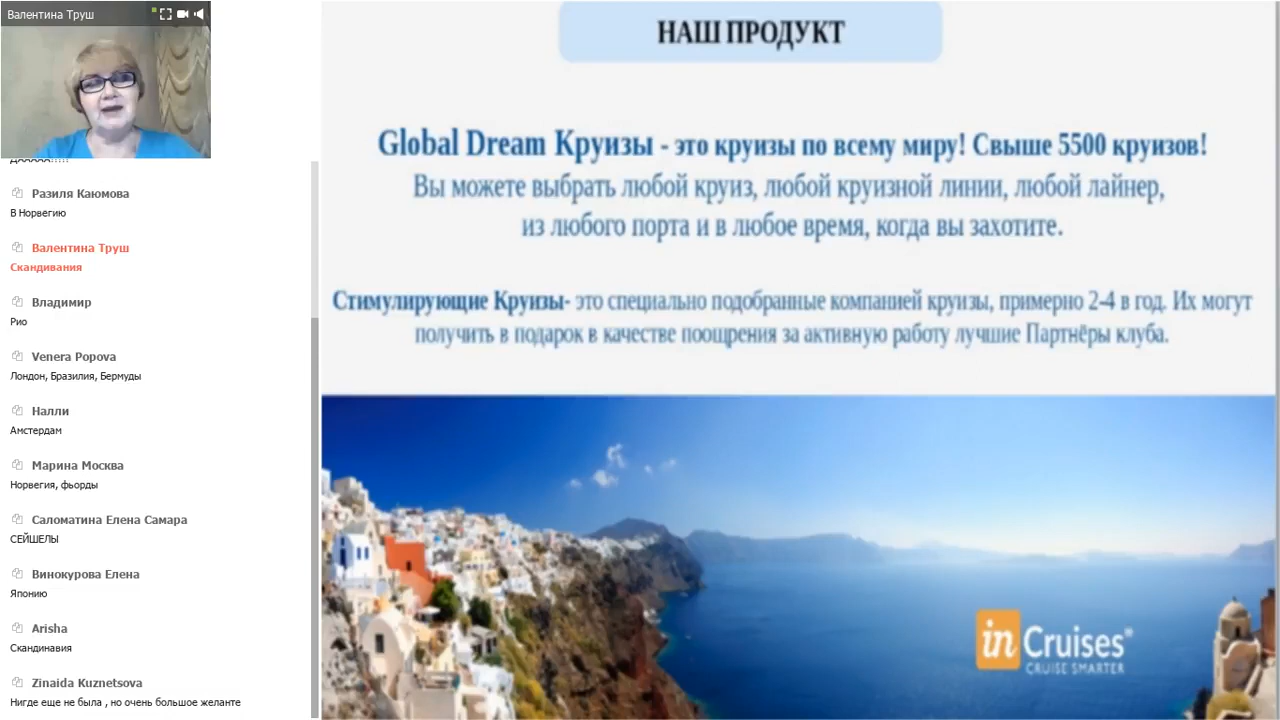 Валентина Труш
ДААААА!!!!!
Разиля Каюмова
В Норвегию
Валентина Труш
Скандивания
Владимир
Рио
Venera Popova
Лондон, Бразилия, Бермуды
Налли
Амстердам
Марина Москва
Норвегия, фьорды
Саломатина Елена Самара
СЕЙШЕЛЫ
Винокурова Елена
Японию
Arisha
Скандинавия
Zinaida Kuznetsova
Нигде еще не была , но очень большое желанте
НАШ ПРОДУКТ
Global Dream Круизы - это круизы по всему миру! Свыше 5500 круизов!
Вы можете выбрать любой круиз, любой круизной линии, любой лайнер,
из любого порта и в любое время, когда вы захотите.
Стимулирующие Круизы- это специально подобранные компанией круизы, примерно 2-4 в год. Их могут
получить в подарок в качестве поощрения за активную работу лучшие Партнёры клуба.
in Cruises®
CRUISE SMARTER